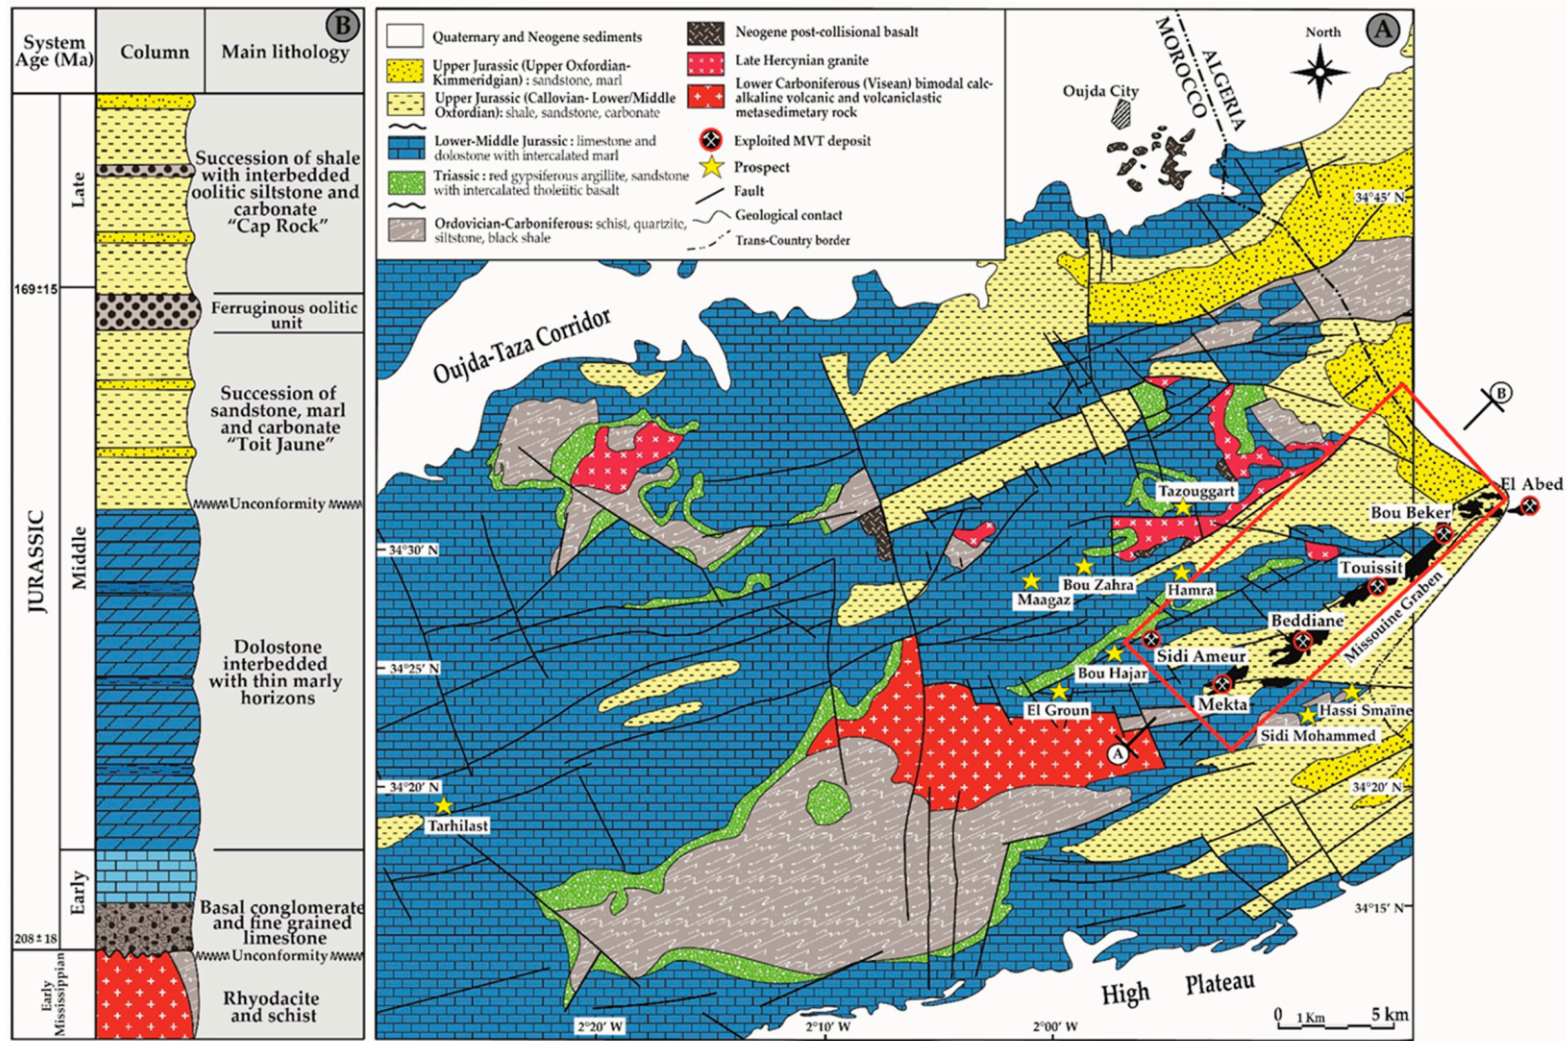 System
Age (Ma)
Column
Main lithology
B
JURASSIC
Late
Middle
Early
Early
Mississippian
169±15
208±18
Succession of shale
with interbedded
oolitic siltstone and
carbonate
“Cap Rock”
Ferruginous oolitic
unit
Succession of
sandstone, marl
and carbonate
“Toit Jaune”
Unconformity
Dolostone
interbedded
with thin marly
horizons
Basal conglomerate
and fine grained
limestone
Unconformity
Rhyodacite
and schist
A
Quaternary and Neogene sediments
Upper Jurassic (Upper Oxfordian-
Kimmeridgian) : sandstone, marl
Upper Jurassic (Callovian- Lower/Middle
Oxfordian): shale, sandstone, carbonate
Lower-Middle Jurassic : limestone and
dolostone with intercalated marl
Triassic : red gypsiferous argillite, sandstone
with intercalated tholeiitic basalt
Ordovician-Carboniferous: schist, quartzite,
siltstone, black shale
Neogene post-collisional basalt
Late Hercynian granite
Lower Carboniferous (Visean) bimodal calc-
alkaline volcanic and volcaniclastic
metasedimetary rock
Exploited MVT deposit
Prospect
Fault
Geological contact
Trans-Country border
MOROCCO
ALGERIA
North
Oujda City
34°45′ N
Oujda-Taza Corridor
B
El Abed
Tazouggart
Bou Beker
34°30′ N
Touissit
Bou Zahra
Maagaz
Hamra
Beddiane
Missouine Graben
34°25′ N
Sidi Ameur
Bou Hajar
El Groun
Mekta
Hassi Smaïne
Sidi Mohammed
A
34°20′ N
34°20′ N
Tarhilast
34°15′ N
High Plateau
2°20′ W
2°10′ W
2°00′ W
0 1 Km 5 km